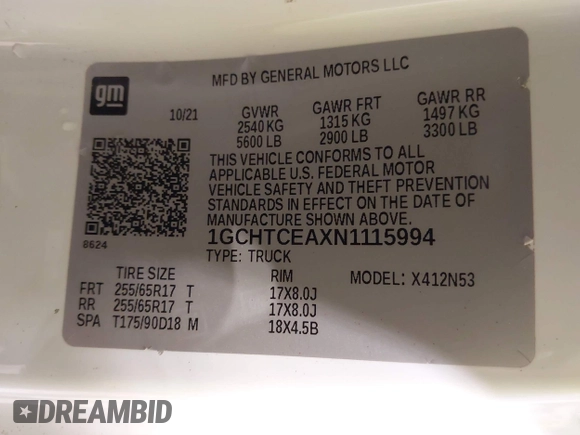 MFD BY GENERAL MOTORS LLC
gm
10/21 GVWR GAWR FRT GAWR RR
2540 KG 1315 KG 1497 KG
5600 LB 2900 LB 3300 LB
THIS VEHICLE CONFORMS TO ALL
APPLICABLE U.S. FEDERAL MOTOR
VEHICLE SAFETY AND THEFT PREVENTION
STANDARDS IN EFFECT ON THE DATE OF
MANUFACTURE SHOWN ABOVE.
8624
1GCHTCEAXN1115994
TYPE: TRUCK
TIRE SIZE RIM MODEL: X412N53
FRT 255/65R17 T 17X8.0J
RR 255/65R17 T 17X8.0J
SPA T175/90D18 M 18X4.5B
DREAMBID